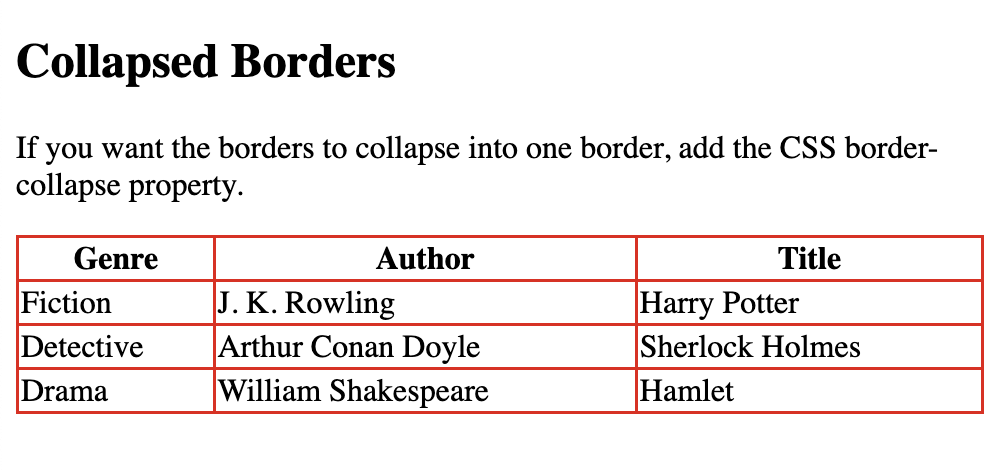 Collapsed Borders
If you want the borders to collapse into one border, add the CSS border-
collapse property.
Genre Author Title
Fiction J. K. Rowling Harry Potter
Detective Arthur Conan Doyle Sherlock Holmes
Drama William Shakespeare Hamlet